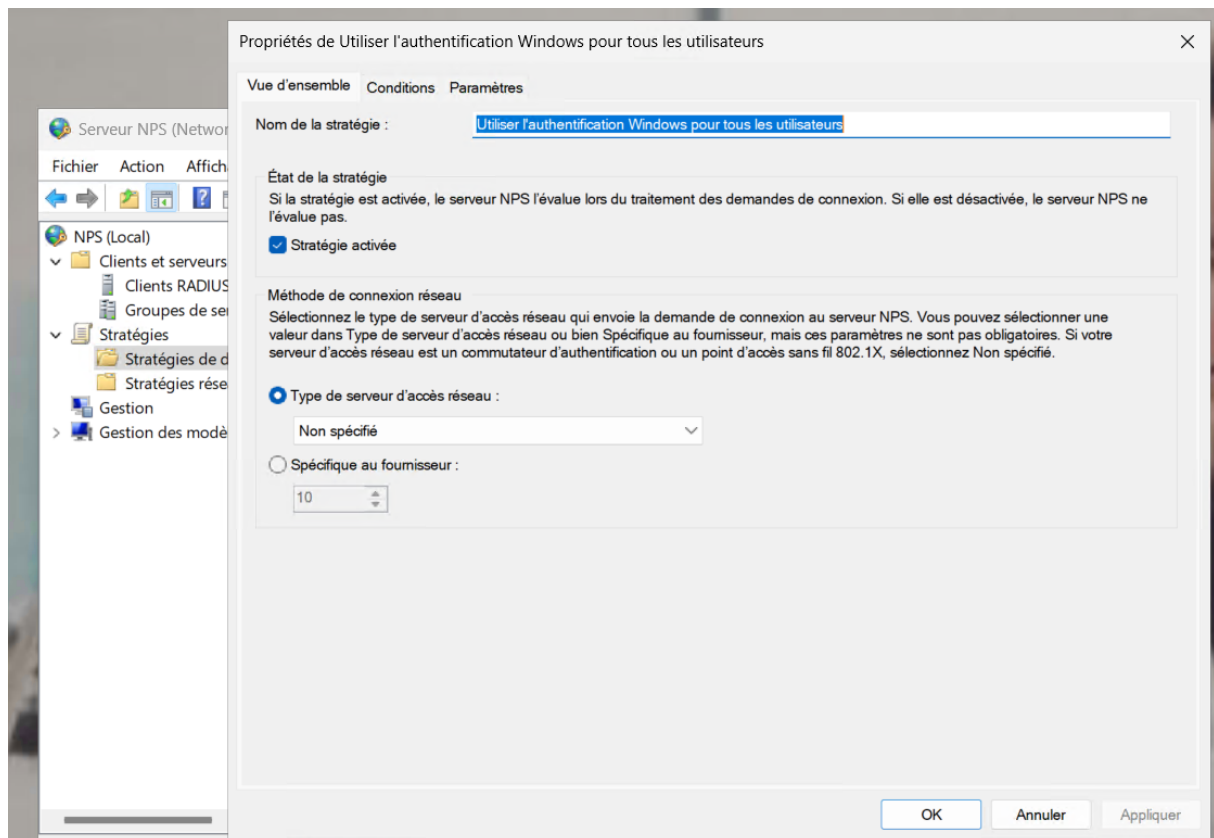 Propriétés de Utiliser l'authentification Windows pour tous les utilisateurs
Vue d'ensemble Conditions Paramètres
Nom de la stratégie :
Utiliser l'authentification Windows pour tous les utilisateurs
État de la stratégie
Si la stratégie est activée, le serveur NPS l'évalue lors du traitement des demandes de connexion. Si elle est désactivée, le serveur NPS ne
l'évalue pas.
Stratégie activée
Méthode de connexion réseau
Sélectionnez le type de serveur d'accès réseau qui envoie la demande de connexion au serveur NPS. Vous pouvez sélectionner une
valeur dans Type de serveur d'accès réseau ou bien Spécifique au fournisseur, mais ces paramètres ne sont pas obligatoires. Si votre
serveur d'accès réseau est un commutateur d'authentification ou un point d'accès sans fil 802.1X, sélectionnez Non spécifié.
Type de serveur d'accès réseau :
Non spécifié
Spécifique au fournisseur :
10
OK Annuler Appliquer
Serveur NPS (Networ
Fichier Action Affich
NPS (Local)
Clients et serveurs
Clients RADIUS
Groupes de ser
Stratégies
Stratégies de d
Stratégies rése
Gestion
Gestion des modè